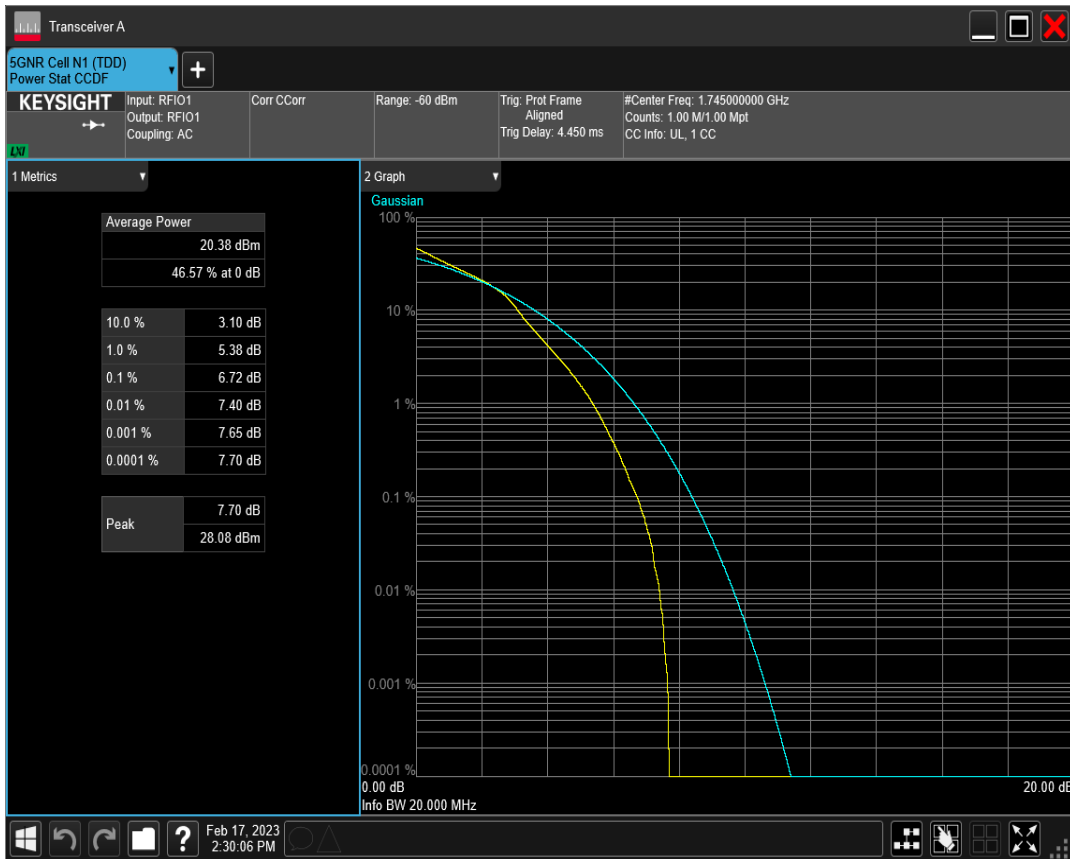 Transceiver A
5GNR Cell N1 (TDD)
Power Stat CCDF
+
KEYSIGHT
LXI
Input: RFIO1
Output: RFIO1
Coupling: AC
Corr CCorr
Range: -60 dBm
Trig: Prot Frame
Aligned
Trig Delay: 4.450 ms
#Center Freq: 1.745000000 GHz
Counts: 1.00 M/1.00 Mpt
CC Info: UL, 1 CC
1 Metrics
Average Power
20.38 dBm
46.57 % at 0 dB
10.0 % 3.10 dB
1.0 % 5.38 dB
0.1 % 6.72 dB
0.01 % 7.40 dB
0.001 % 7.65 dB
0.0001 % 7.70 dB
Peak
7.70 dB
28.08 dBm
2 Graph
Gaussian
100 %
10 %
1 %
0.1 %
0.01 %
0.001 %
0.0001 %
0.00 dB 20.00 dB
Info BW 20.000 MHz
?
Feb 17, 2023
2:30:06 PM